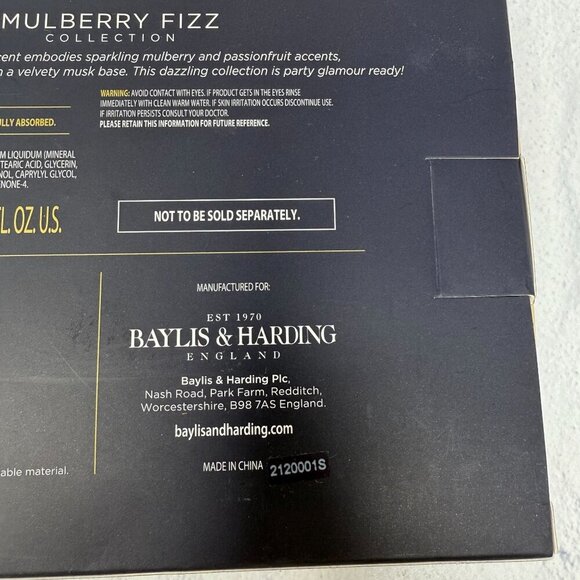 MULBERRY FIZZ
COLLECTION
cent embodies sparkling mulberry and passionfruit accents,
n a velvety musk base. This dazzling collection is party glamour ready!
WARNING: AVOID CONTACT WITH EYES. IF PRODUCT GETS IN THE EYES RINSE
IMMEDIATELY WITH CLEAN WARM WATER. IF SKIN IRRITATION OCCURS DISCONTINUE USE.
IF IRRITATION PERSISTS CONSULT YOUR DOCTOR.
PLEASE RETAIN THIS INFORMATION FOR FUTURE REFERENCE.
ULLY ABSORBED.
M LIQUIDUM (MINERAL
TEARIC ACID, GLYCERIN,
NOL, CAPRYLYL GLYCOL,
ENONE-4.
FL. OZ. U.S.
NOT TO BE SOLD SEPARATELY.
MANUFACTURED FOR:
EST 1970
BAYLIS & HARDING
ENGLAND
Baylis & Harding Plc,
Nash Road, Park Farm, Redditch,
Worcestershire, B98 7AS England.
baylisandharding.com
MADE IN CHINA 2120001S
able material.